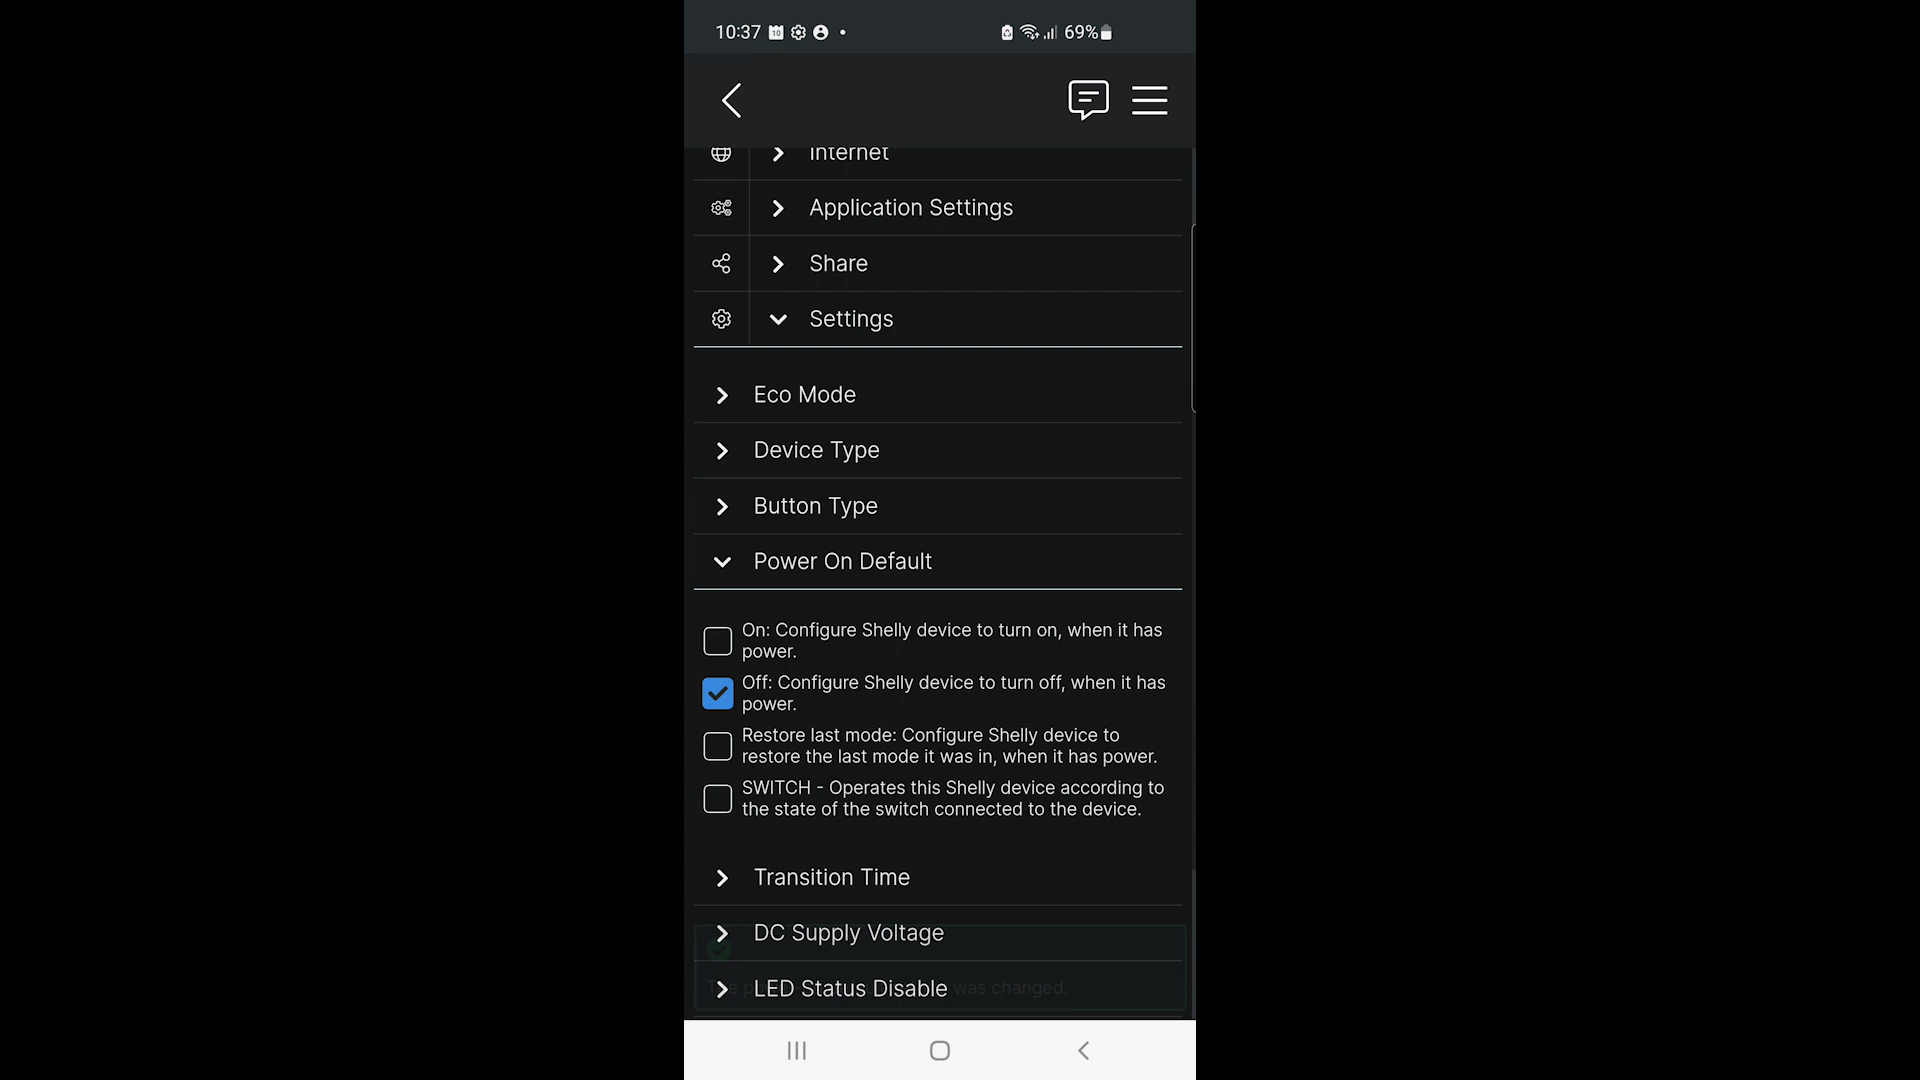 10:37
10
69%
Internet
Application Settings
Share
Settings
Eco Mode
Device Type
Button Type
Power On Default
On: Configure Shelly device to turn on, when it has
power.
Off: Configure Shelly device to turn off, when it has
power.
Restore last mode: Configure Shelly device to
restore the last mode it was in, when it has power.
SWITCH - Operates this Shelly device according to
the state of the switch connected to the device.
Transition Time
DC Supply Voltage
LED Status Disable
was changed.